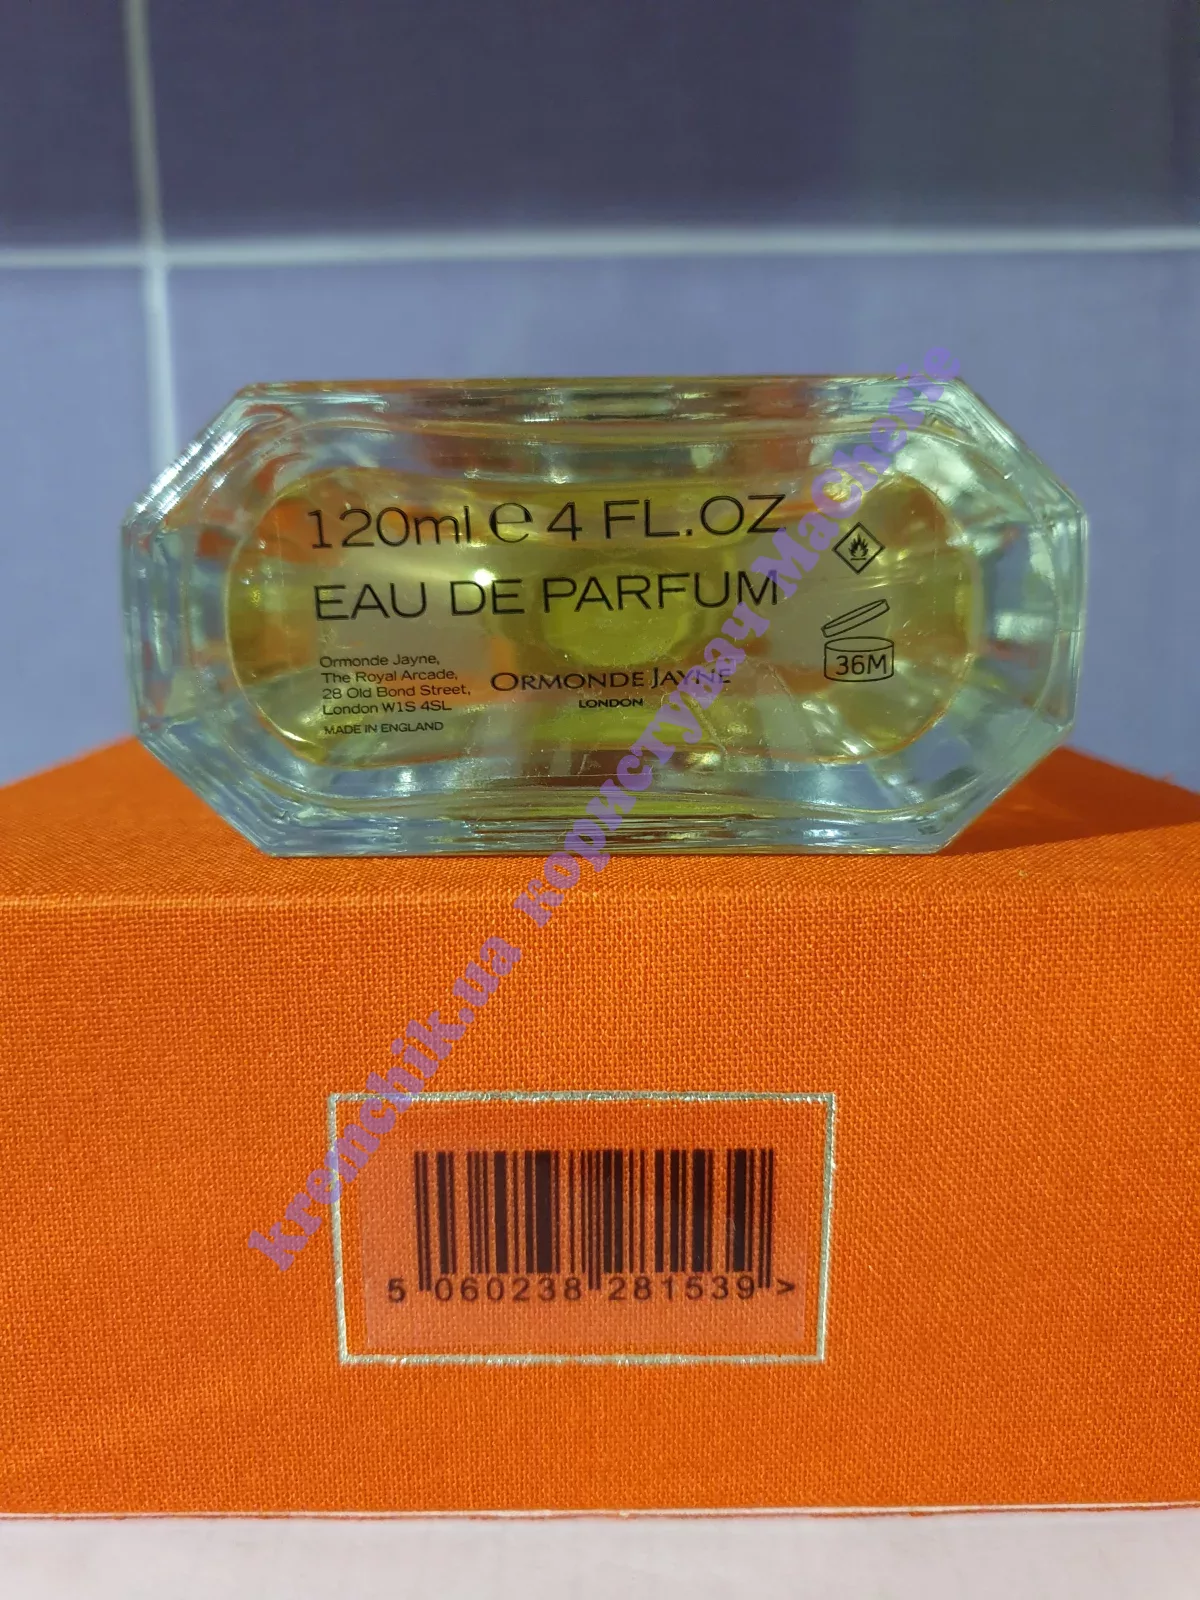 120ml e 4 FL.OZ
EAU DE PARFUM
Ormonde Jayne,
The Royal Arcade,
28 Old Bond Street,
London W1S 4SL
MADE IN ENGLAND
ORMONDE JAYNE
LONDON
36M
kremchik.ua користувач Macherie
5 060238 281539 >